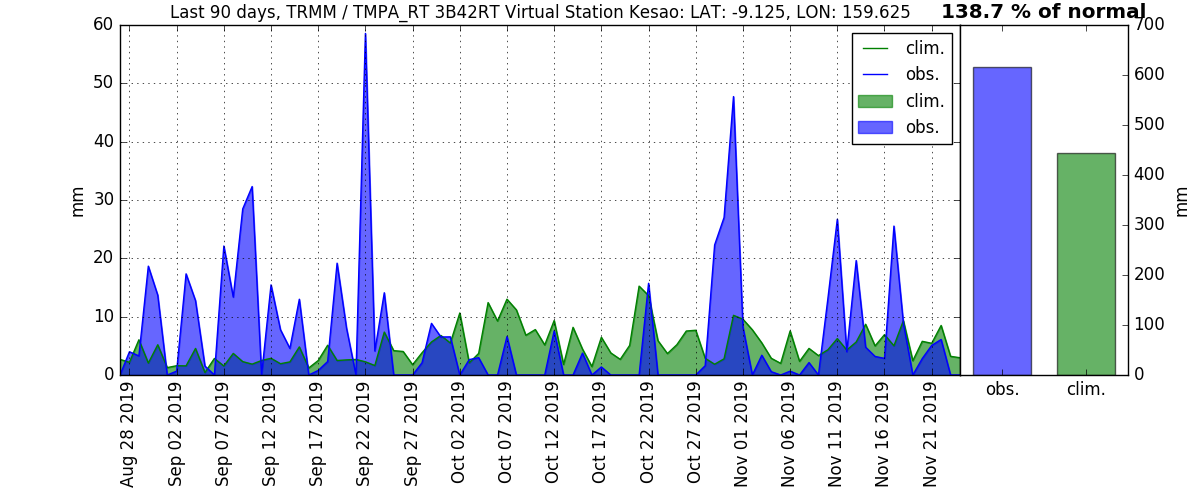 Last 90 days, TRMM / TMPA_RT 3B42RT Virtual Station Kesao: LAT: -9.125, LON: 159.625
138.7 % of normal
60
50
40
30
20
10
0
mm
clim.
obs.
clim.
obs.
700
600
500
400
300
200
100
0
mm
obs.
clim.
Aug 28 2019
Sep 02 2019
Sep 07 2019
Sep 12 2019
Sep 17 2019
Sep 22 2019
Sep 27 2019
Oct 02 2019
Oct 07 2019
Oct 12 2019
Oct 17 2019
Oct 22 2019
Oct 27 2019
Nov 01 2019
Nov 06 2019
Nov 11 2019
Nov 16 2019
Nov 21 2019